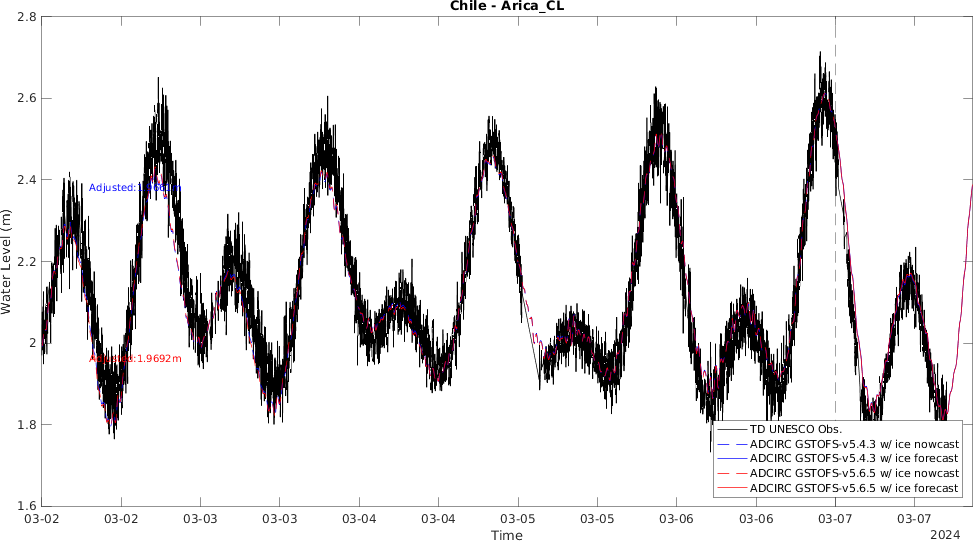 Chile - Arica_CL
2.8
2.6
2.4
2.2
2
1.8
1.6
Water Level (m)
Adjusted:
Adjusted:1.9692m
TD UNESCO Obs.
ADCIRC GSTOFS-v5.4.3 w/ ice nowcast
ADCIRC GSTOFS-v5.4.3 w/ ice forecast
ADCIRC GSTOFS-v5.6.5 w/ ice nowcast
ADCIRC GSTOFS-v5.6.5 w/ ice forecast
03-02 03-02 03-03 03-03 03-04 03-04 03-05 03-05 03-06 03-06 03-07 03-07
Time
2024